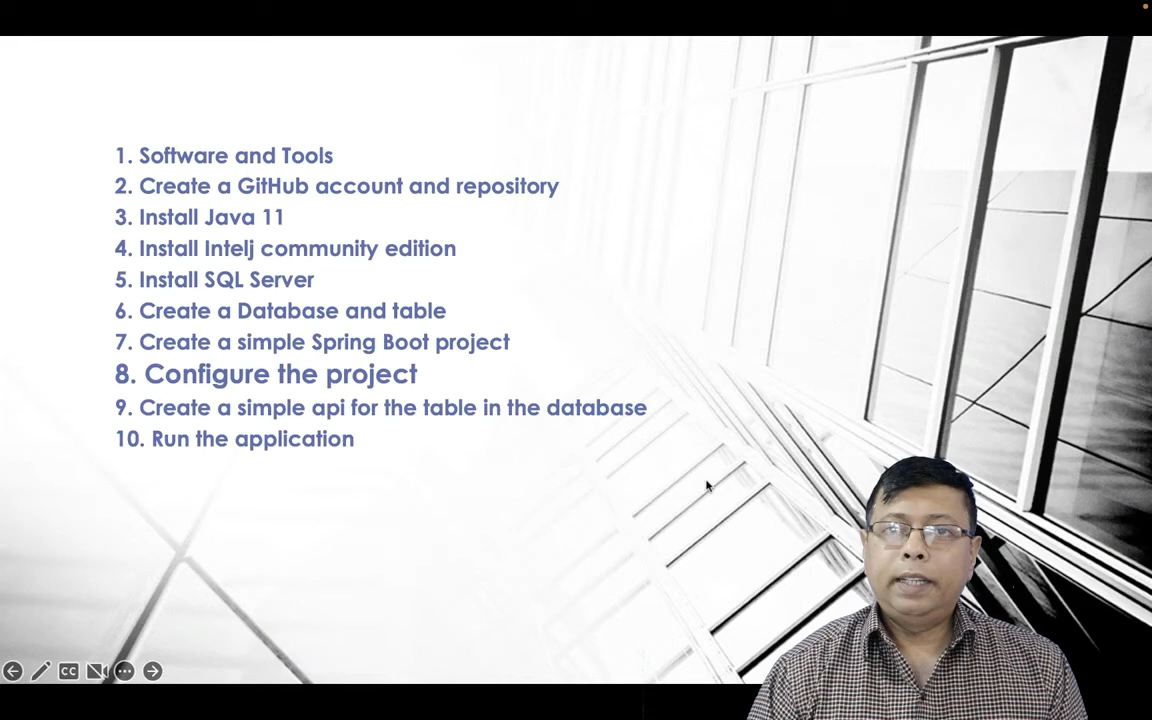 1. Software and Tools
2. Create a GitHub account and repository
3. Install Java 11
4. Install Intelj community edition
5. Install SQL Server
6. Create a Database and table
7. Create a simple Spring Boot project
8. Configure the project
9. Create a simple api for the table in the database
10. Run the application
CC